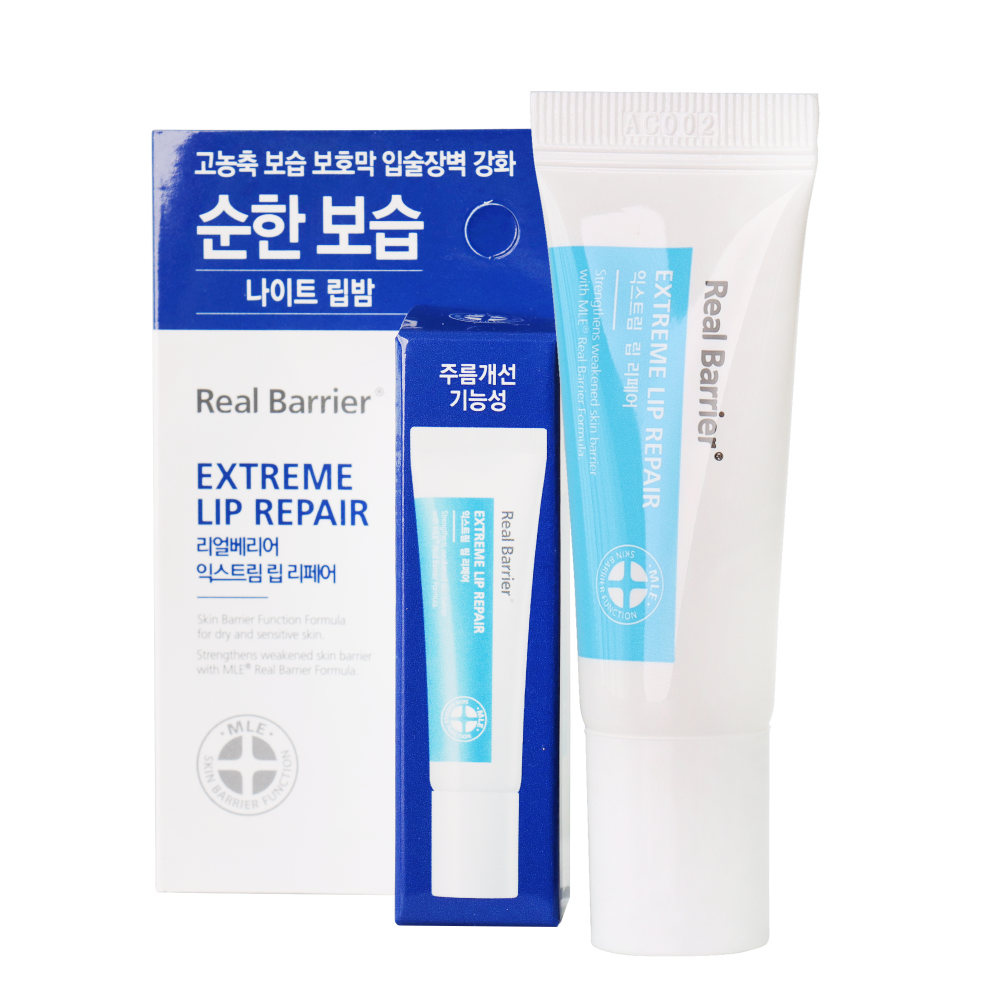 고농축 보습 보호막 입술장벽 강화
순한 보습
나이트 립밤
Real Barrier®
EXTREME
LIP REPAIR
리얼베리어
익스트림 립 리페어
Skin Barrier Function Formula
for dry and sensitive skin.
Strengthens weakened skin barrier
with MLE® Real Barrier Formula
MLE
SKIN BARRIER FUNCTION
주름개선
기능성
Real Barrier
EXTREME LIP REPAIR
익스트림 립 리페어
AC002
Real Barrier®
EXTREME LIP REPAIR
익스트림 립 리페어
Strengthens weakened skin barrier
with MLE® Real Barrier Formula.
MLE
SKIN BARRIER FUNCTION